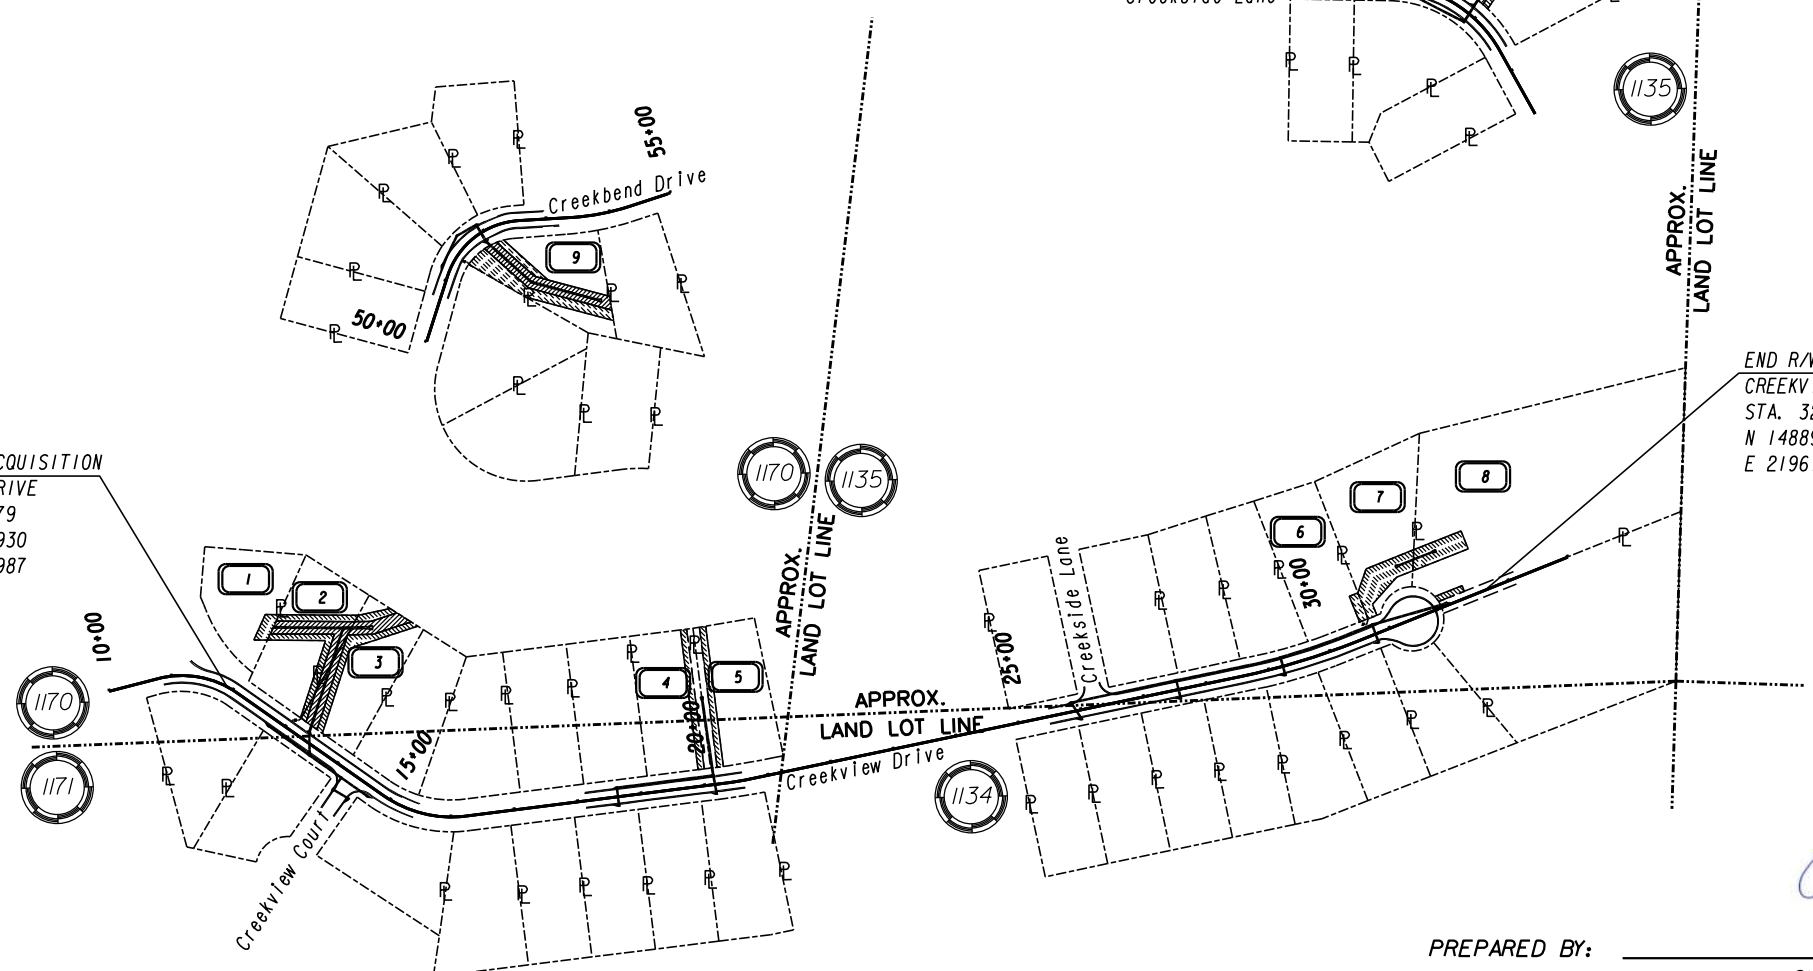 1135
APPROX.
LAND LOT LINE
55+00
Creekbend Drive
9
50+00
END R/W
CREEKV
STA. 32
N 14889
E 2196
CQUISITION
RIVE
79
930
987
1170
1135
APPROX.
LAND LOT LINE
8
7
6
30+00
1
2
3
4
5
10+00
15+00
20+00
25+00
Creekside Lane
1170
1171
APPROX.
LAND LOT LINE
Creekview Drive
1134
Creekview Court
PREPARED BY: